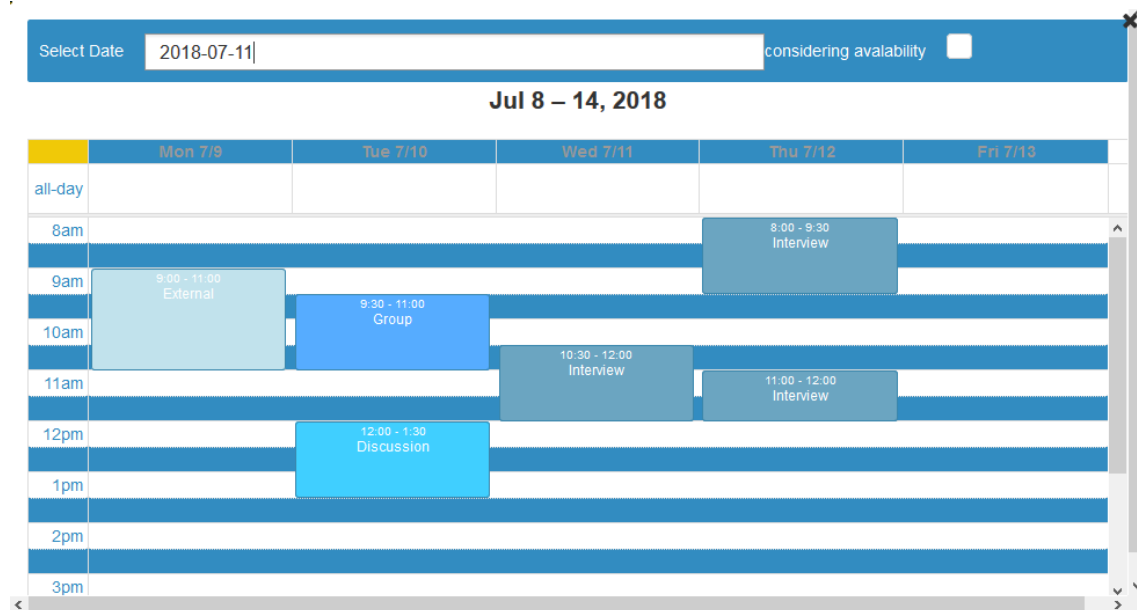 Select Date 2018-07-11 considering avalability
Jul 8 – 14, 2018
Mon 7/9 Tue 7/10 Wed 7/11 Thu 7/12 Fri 7/13
all-day
8am
8:00 - 9:30
Interview
9am
9:00 - 11:00
External
9:30 - 11:00
Group
10am
10:30 - 12:00
Interview
11am
11:00 - 12:00
Interview
12pm
12:00 - 1:30
Discussion
1pm
2pm
3pm